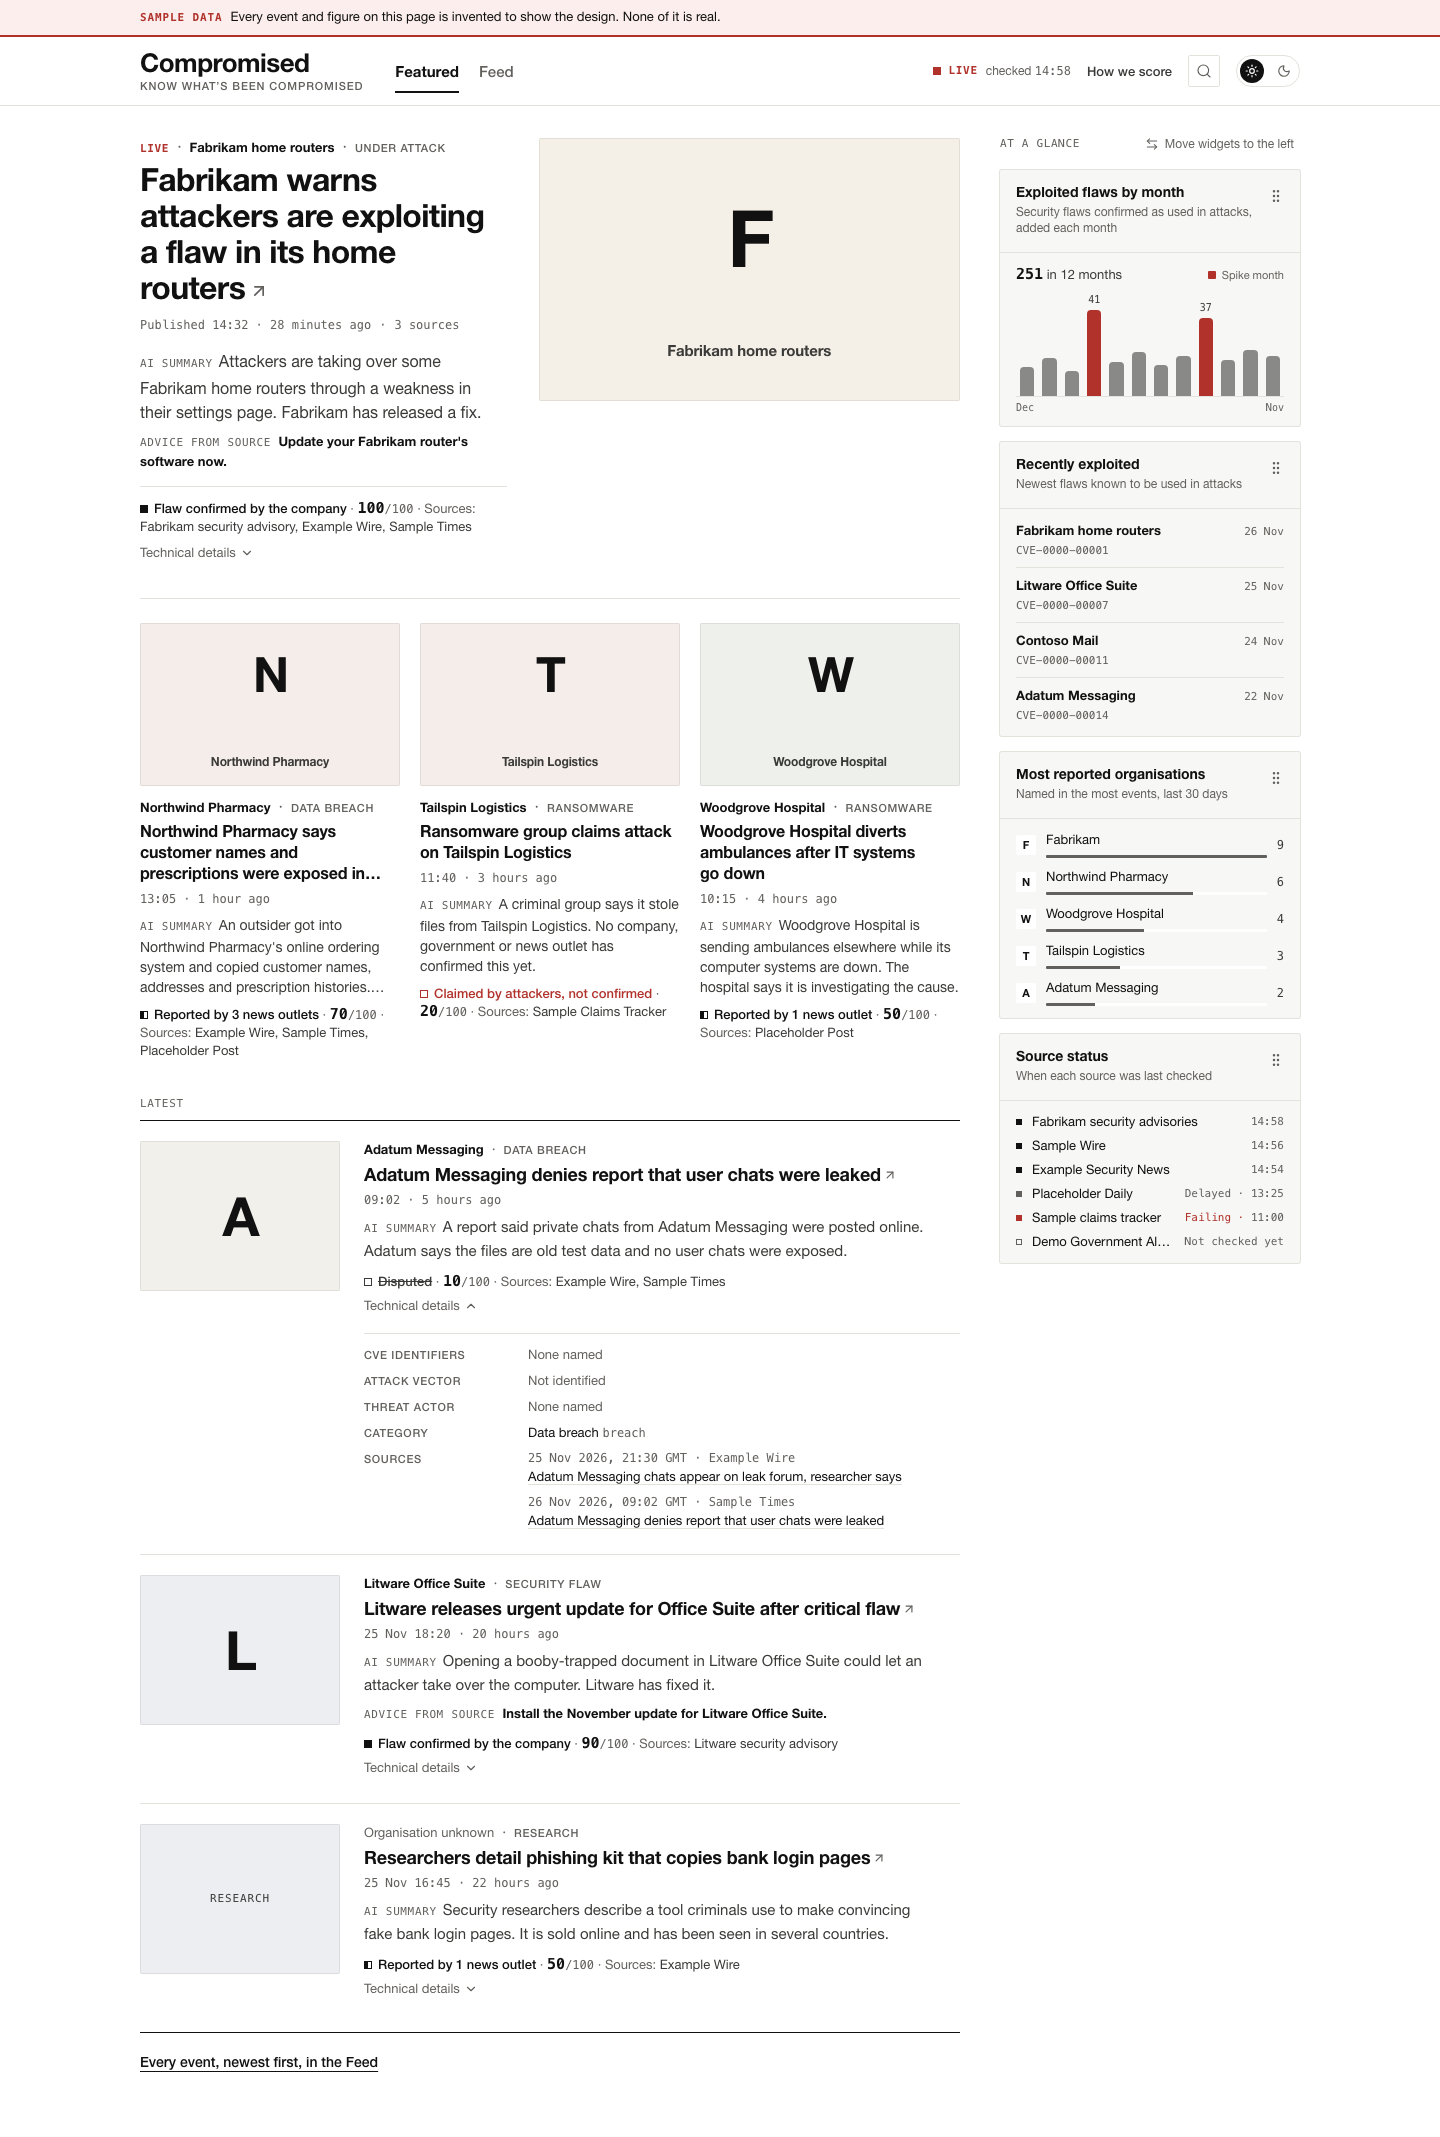 SAMPLE DATA Every event and figure on this page is invented to show the design. None of it is real.
Compromised
KNOW WHAT'S BEEN COMPROMISED
Featured Feed
LIVE checked 14:58 How we score
LIVE · Fabrikam home routers · UNDER ATTACK
Fabrikam warns
attackers are exploiting
a flaw in its home
routers
Published 14:32 · 28 minutes ago · 3 sources
AI SUMMARY Attackers are taking over some
Fabrikam home routers through a weakness in
their settings page. Fabrikam has released a fix.
ADVICE FROM SOURCE Update your Fabrikam router's
software now.
Flaw confirmed by the company · 100/100 · Sources:
Fabrikam security advisory, Example Wire, Sample Times
Technical details
F
Fabrikam home routers
N
Northwind Pharmacy
Northwind Pharmacy · DATA BREACH
Northwind Pharmacy says
customer names and
prescriptions were exposed in…
13:05 · 1 hour ago
AI SUMMARY An outsider got into
Northwind Pharmacy's online ordering
system and copied customer names,
addresses and prescription histories.…
Reported by 3 news outlets · 70/100 ·
Sources: Example Wire, Sample Times,
Placeholder Post
T
Tailspin Logistics
Tailspin Logistics · RANSOMWARE
Ransomware group claims attack
on Tailspin Logistics
11:40 · 3 hours ago
AI SUMMARY A criminal group says it stole
files from Tailspin Logistics. No company,
government or news outlet has
confirmed this yet.
Claimed by attackers, not confirmed ·
20/100 · Sources: Sample Claims Tracker
W
Woodgrove Hospital
Woodgrove Hospital · RANSOMWARE
Woodgrove Hospital diverts
ambulances after IT systems
go down
10:15 · 4 hours ago
AI SUMMARY Woodgrove Hospital is
sending ambulances elsewhere while its
computer systems are down. The
hospital says it is investigating the cause.
Reported by 1 news outlet · 50/100 ·
Sources: Placeholder Post
LATEST
A
Adatum Messaging · DATA BREACH
Adatum Messaging denies report that user chats were leaked
09:02 · 5 hours ago
AI SUMMARY A report said private chats from Adatum Messaging were posted online.
Adatum says the files are old test data and no user chats were exposed.
Disputed · 10/100 · Sources: Example Wire, Sample Times
Technical details
CVE IDENTIFIERS None named
ATTACK VECTOR Not identified
THREAT ACTOR None named
CATEGORY Data breach breach
SOURCES 25 Nov 2026, 21:30 GMT · Example Wire
Adatum Messaging chats appear on leak forum, researcher says
26 Nov 2026, 09:02 GMT · Sample Times
Adatum Messaging denies report that user chats were leaked
L
Litware Office Suite · SECURITY FLAW
Litware releases urgent update for Office Suite after critical flaw
25 Nov 18:20 · 20 hours ago
AI SUMMARY Opening a booby-trapped document in Litware Office Suite could let an
attacker take over the computer. Litware has fixed it.
ADVICE FROM SOURCE Install the November update for Litware Office Suite.
Flaw confirmed by the company · 90/100 · Sources: Litware security advisory
Technical details
RESEARCH
Organisation unknown · RESEARCH
Researchers detail phishing kit that copies bank login pages
25 Nov 16:45 · 22 hours ago
AI SUMMARY Security researchers describe a tool criminals use to make convincing
fake bank login pages. It is sold online and has been seen in several countries.
Reported by 1 news outlet · 50/100 · Sources: Example Wire
Technical details
Every event, newest first, in the Feed
AT A GLANCE Move widgets to the left
Exploited flaws by month
Security flaws confirmed as used in attacks,
added each month
251 in 12 months Spike month
41
37
Dec Nov
Recently exploited
Newest flaws known to be used in attacks
Fabrikam home routers 26 Nov
CVE-0000-00001
Litware Office Suite 25 Nov
CVE-0000-00007
Contoso Mail 24 Nov
CVE-0000-00011
Adatum Messaging 22 Nov
CVE-0000-00014
Most reported organisations
Named in the most events, last 30 days
F Fabrikam 9
N Northwind Pharmacy 6
W Woodgrove Hospital 4
T Tailspin Logistics 3
A Adatum Messaging 2
Source status
When each source was last checked
Fabrikam security advisories 14:58
Sample Wire 14:56
Example Security News 14:54
Placeholder Daily Delayed · 13:25
Sample claims tracker Failing · 11:00
Demo Government Al… Not checked yet